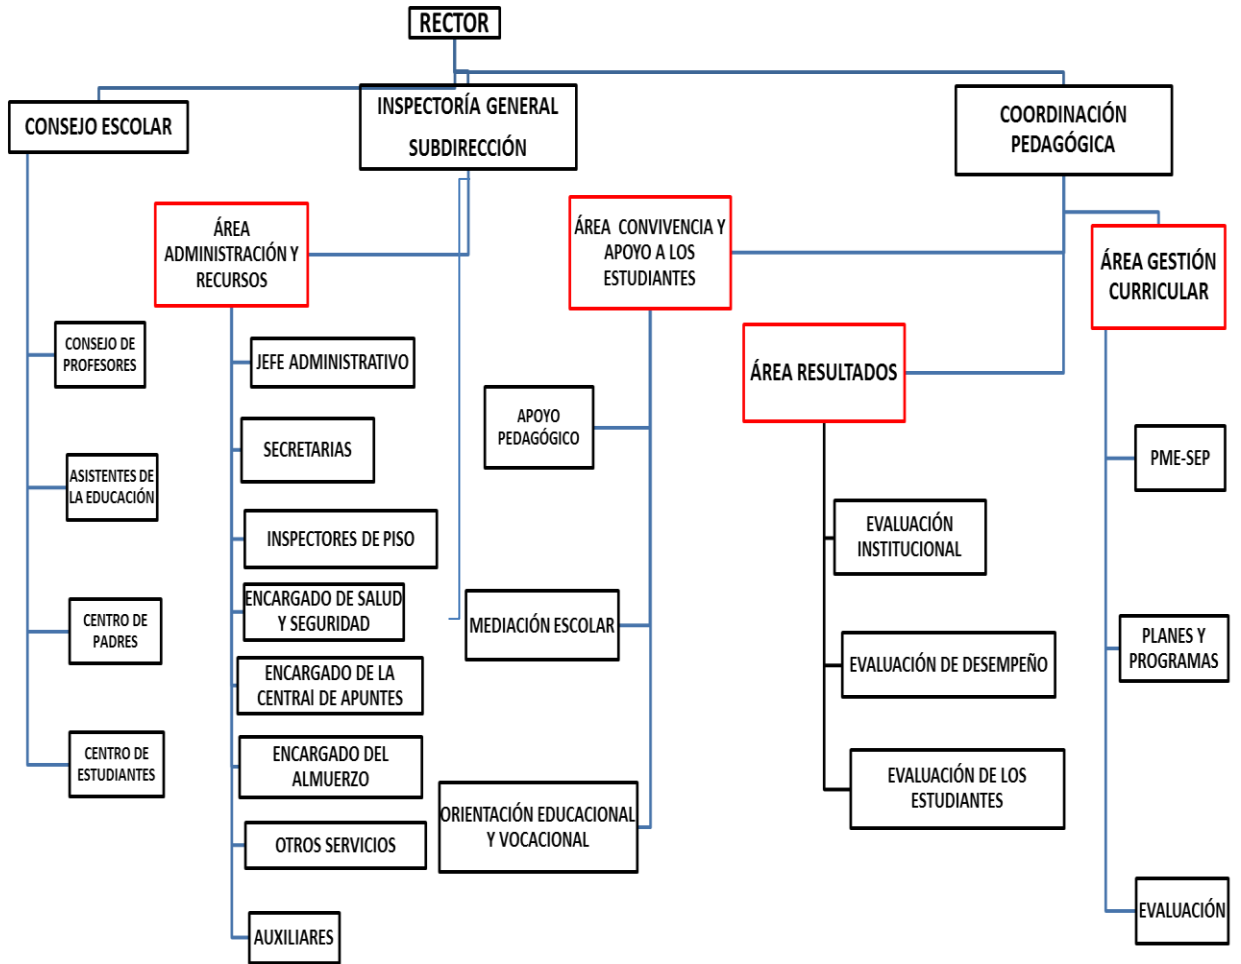 RECTOR
CONSEJO ESCOLAR
INSPECTORÍA GENERAL
SUBDIRECCIÓN
COORDINACIÓN
PEDAGÓGICA
ÁREA
ADMINISTRACIÓN Y
RECURSOS
ÁREA CONVIVENCIA Y
APOYO A LOS
ESTUDIANTES
ÁREA GESTIÓN
CURRICULAR
ÁREA RESULTADOS
CONSEJO DE
PROFESORES
ASISTENTES DE
LA EDUCACIÓN
CENTRO DE
PADRES
CENTRO DE
ESTUDIANTES
JEFE ADMINISTRATIVO
SECRETARIAS
INSPECTORES DE PISO
ENCARGADO DE SALUD
Y SEGURIDAD
ENCARGADO DE LA
CENTRAI DE APUNTES
ENCARGADO DEL
ALMUERZO
OTROS SERVICIOS
AUXILIARES
APOYO
PEDAGÓGICO
MEDIACIÓN ESCOLAR
ORIENTACIÓN EDUCACIONAL
Y VOCACIONAL
EVALUACIÓN
INSTITUCIONAL
EVALUACIÓN DE DESEMPEÑO
EVALUACIÓN DE LOS
ESTUDIANTES
PME-SEP
PLANES Y
PROGRAMAS
EVALUACIÓN